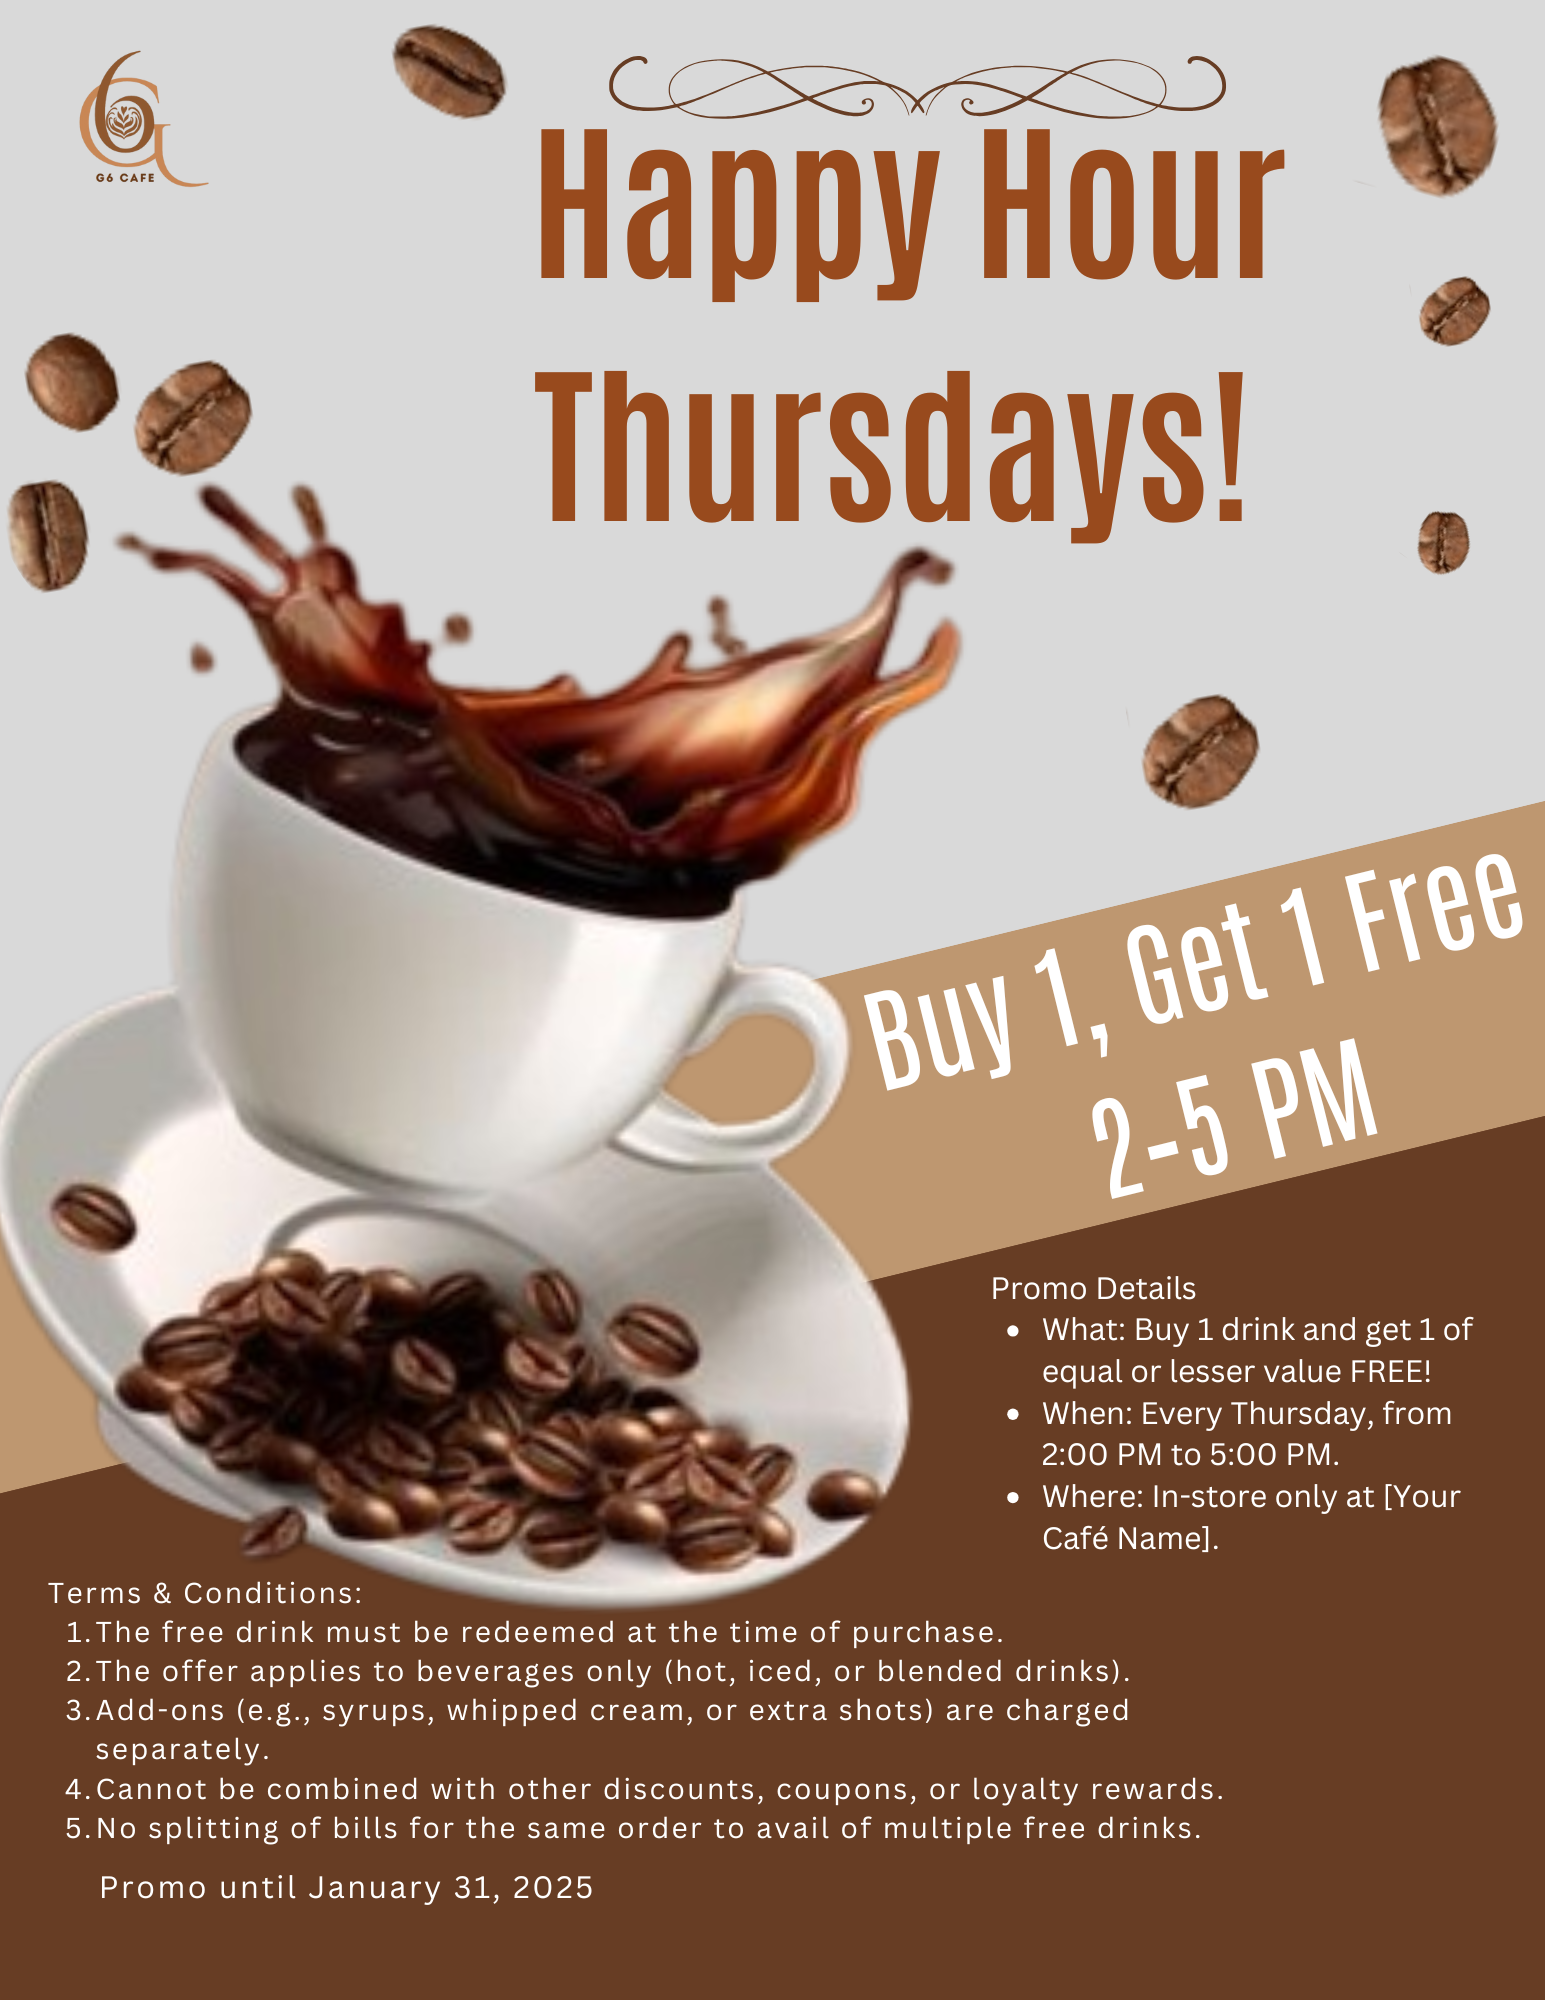 G6 CAFE
Happy Hour
Thursdays!
Buy 1, Get 1 Free
2-5 PM
Promo Details
• What: Buy 1 drink and get 1 of
equal or lesser value FREE!
• When: Every Thursday, from
2:00 PM to 5:00 PM.
• Where: In-store only at [Your
Café Name].
Terms & Conditions:
1. The free drink must be redeemed at the time of purchase.
2. The offer applies to beverages only (hot, iced, or blended drinks).
3. Add-ons (e.g., syrups, whipped cream, or extra shots) are charged
separately.
4. Cannot be combined with other discounts, coupons, or loyalty rewards.
5. No splitting of bills for the same order to avail of multiple free drinks.
Promo until January 31, 2025